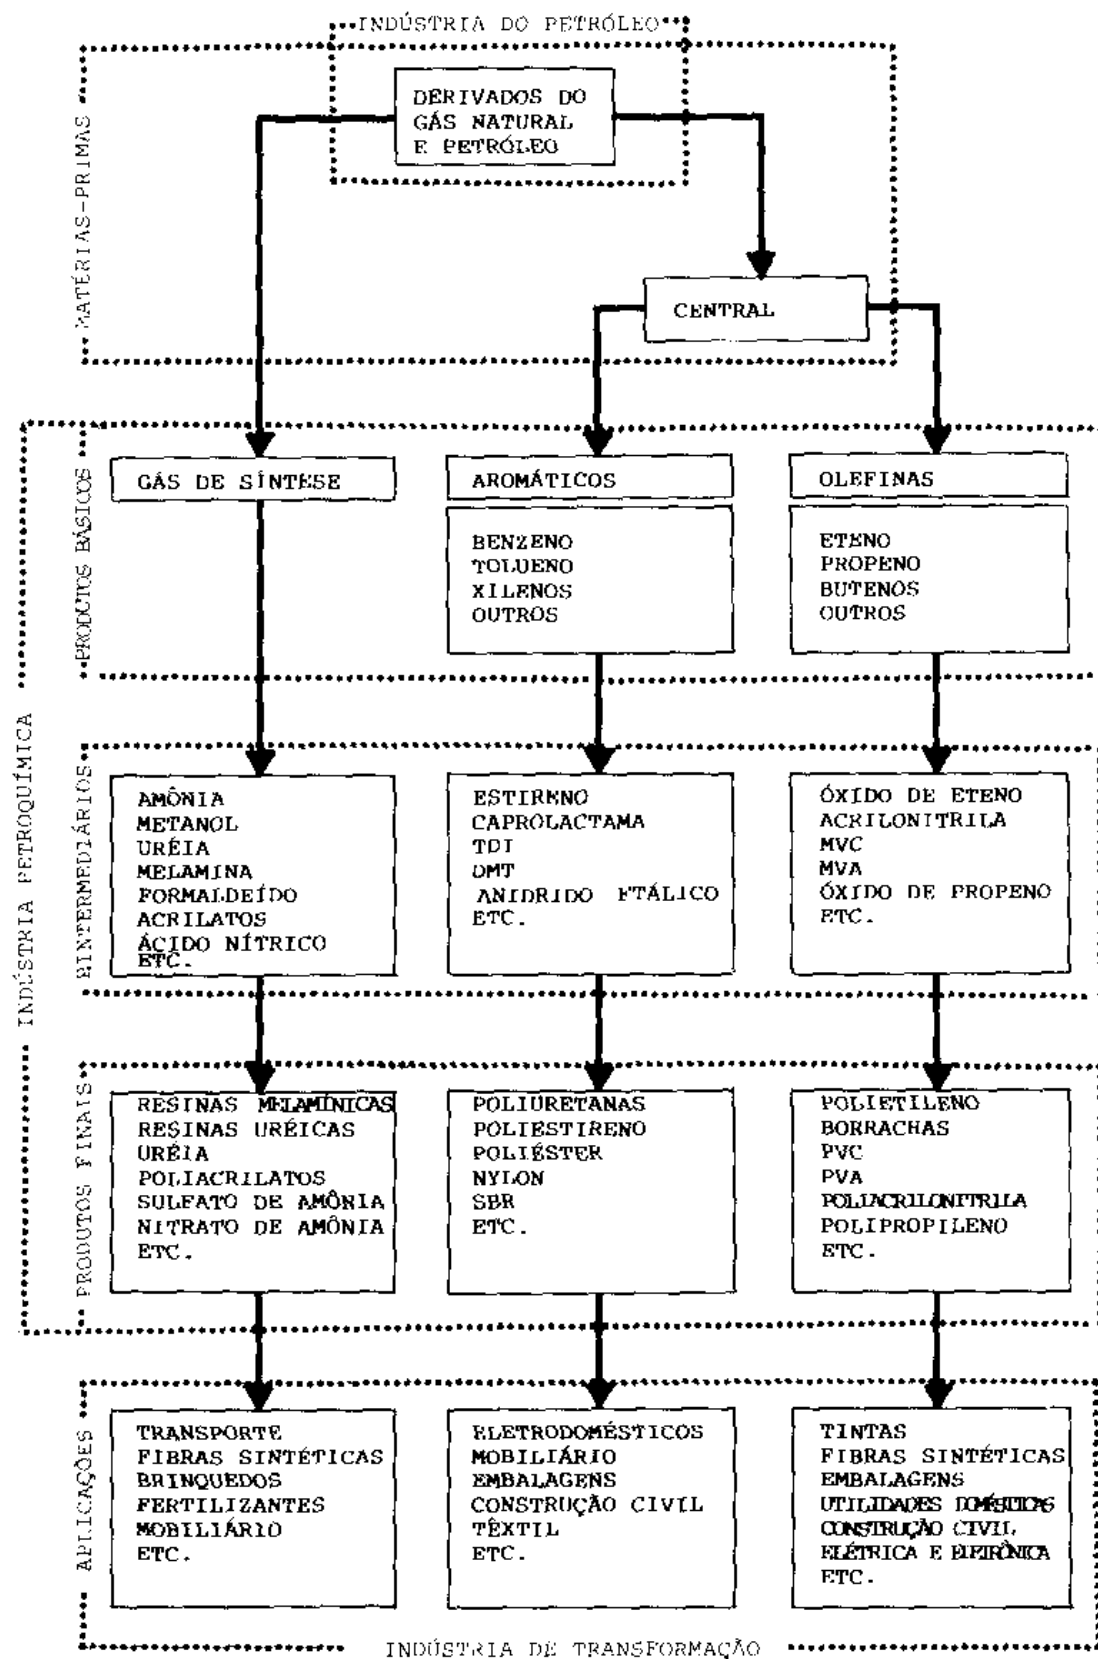 INDÚSTRIA DO PETRÓLEO
MATÉRIAS-PRIMAS
DERIVADOS DO
GÁS NATURAL
E PETRÓLEO
CENTRAL
INDÚSTRIA PETROQUÍMICA
PRODUTOS BÁSICOS
GÁS DE SÍNTESE
AROMÁTICOS
BENZENO
TOLUENO
XILENOS
OUTROS
OLEFINAS
ETENO
PROPENO
BUTENOS
OUTROS
INTERMEDIÁRIOS
AMÔNIA
METANOL
URÉIA
MELAMINA
FORMALDEÍDO
ACRILATOS
ÁCIDO NÍTRICO
ETC.
ESTIRENO
CAPROLACTAMA
TDI
DMT
ANIDRIDO FTÁLICO
ETC.
ÓXIDO DE ETENO
ACRILONITRILA
MVC
MVA
ÓXIDO DE PROPENO
ETC.
PRODUTOS FINAIS
RESINAS MELAMÍNICAS
RESINAS URÉICAS
URÉIA
POLIACRILATOS
SULFATO DE AMÔNIA
NITRATO DE AMÔNIA
ETC.
POLIURETANAS
POLIESTIRENO
POLIÉSTER
NYLON
SBR
ETC.
POLIETILENO
BORRACHAS
PVC
PVA
POLIACRILONITRILA
POLIPROPILENO
ETC.
APLICAÇÕES
TRANSPORTE
FIBRAS SINTÉTICAS
BRINQUEDOS
FERTILIZANTES
MOBILIÁRIO
ETC.
ELETRODOMÉSTICOS
MOBILIÁRIO
EMBALAGENS
CONSTRUÇÃO CIVIL
TÊXTIL
ETC.
TINTAS
FIBRAS SINTÉTICAS
EMBALAGENS
UTILIDADES DOMÉSTICAS
CONSTRUÇÃO CIVIL
ELÉTRICA E ELETRÔNICA
ETC.
INDÚSTRIA DE TRANSFORMAÇÃO